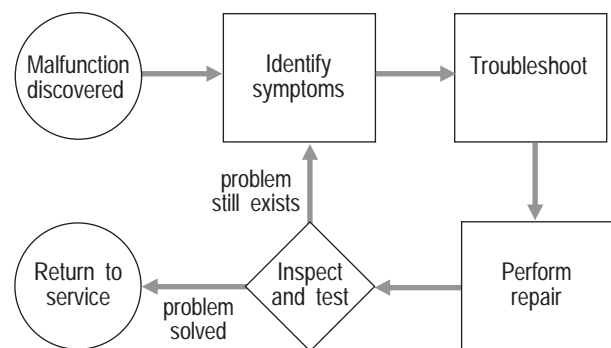 Malfunction
discovered
Identify
symptoms
Troubleshoot
problem
still exists
Return to
service
problem
solved
Inspect
and test
Perform
repair